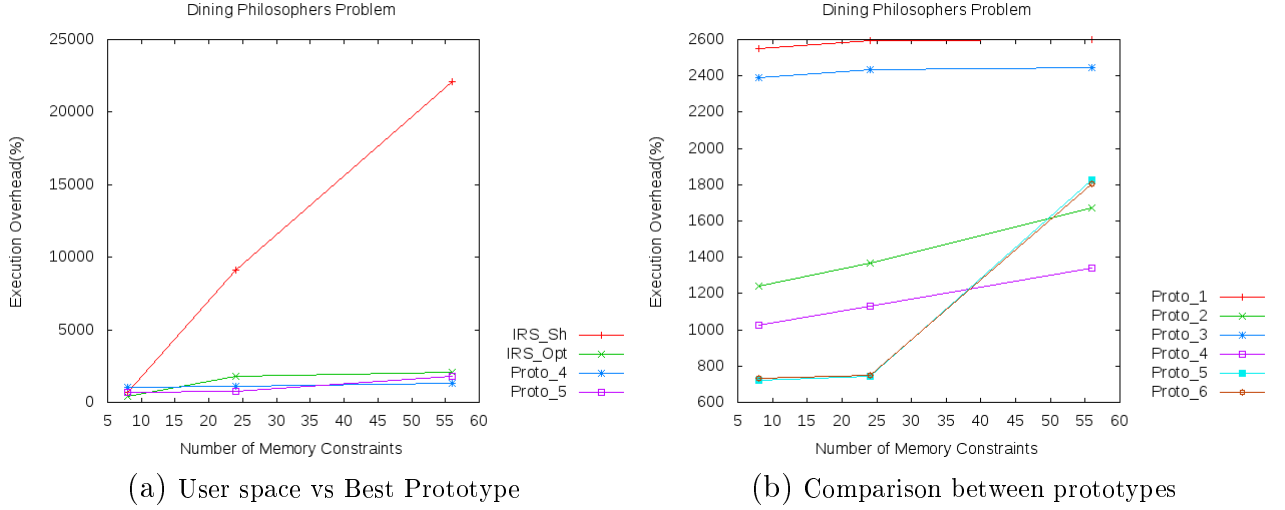 Dining Philosophers Problem
25000
20000
15000
10000
5000
0
5 10 15 20 25 30 35 40 45 50 55 60
Execution Overhead(%)
Number of Memory Constraints
IRS_Sh
IRS_Opt
Proto_4
Proto_5
(a) User space vs Best Prototype
Dining Philosophers Problem
2600
2400
2200
2000
1800
1600
1400
1200
1000
800
600
5 10 15 20 25 30 35 40 45 50 55 60
Execution Overhead(%)
Number of Memory Constraints
Proto_1
Proto_2
Proto_3
Proto_4
Proto_5
Proto_6
(b) Comparison between prototypes